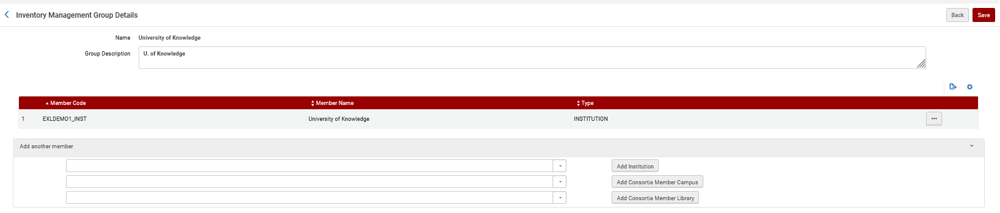 Inventory Management Group Details
Back Save
Name University of Knowledge
Group Description U. of Knowledge
Member Code Member Name Type
1 EXLDEMO1_INST University of Knowledge INSTITUTION ...
Add another member
Add Institution
Add Consortia Member Campus
Add Consortia Member Library